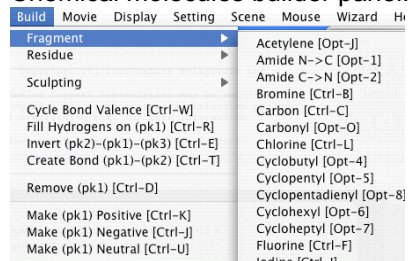 Chemical molecules builder panel
Build Movie Display Setting Scene Mouse Wizard
Fragment
Residue
Sculpting
Cycle Bond Valence [Ctrl-W]
Fill Hydrogens on (pk1) [Ctrl-R]
Invert (pk2)-(pk1)-(pk3) [Ctrl-E]
Create Bond (pk1)-(pk2) [Ctrl-T]
Remove (pk1) [Ctrl-D]
Make (pk1) Positive [Ctrl-K]
Make (pk1) Negative [Ctrl-J]
Make (pk1) Neutral [Ctrl-U]
Acetylene [Opt-J]
Amide N->C [Opt-1]
Amide C->N [Opt-2]
Bromine [Ctrl-B]
Carbon [Ctrl-C]
Carbonyl [Opt-O]
Chlorine [Ctrl-L]
Cyclobutyl [Opt-4]
Cyclopentyl [Opt-5]
Cyclopentadienyl [Opt-8]
Cyclohexyl [Opt-6]
Cycloheptyl [Opt-7]
Fluorine [Ctrl-F]
Iodine [Ctrl-I]